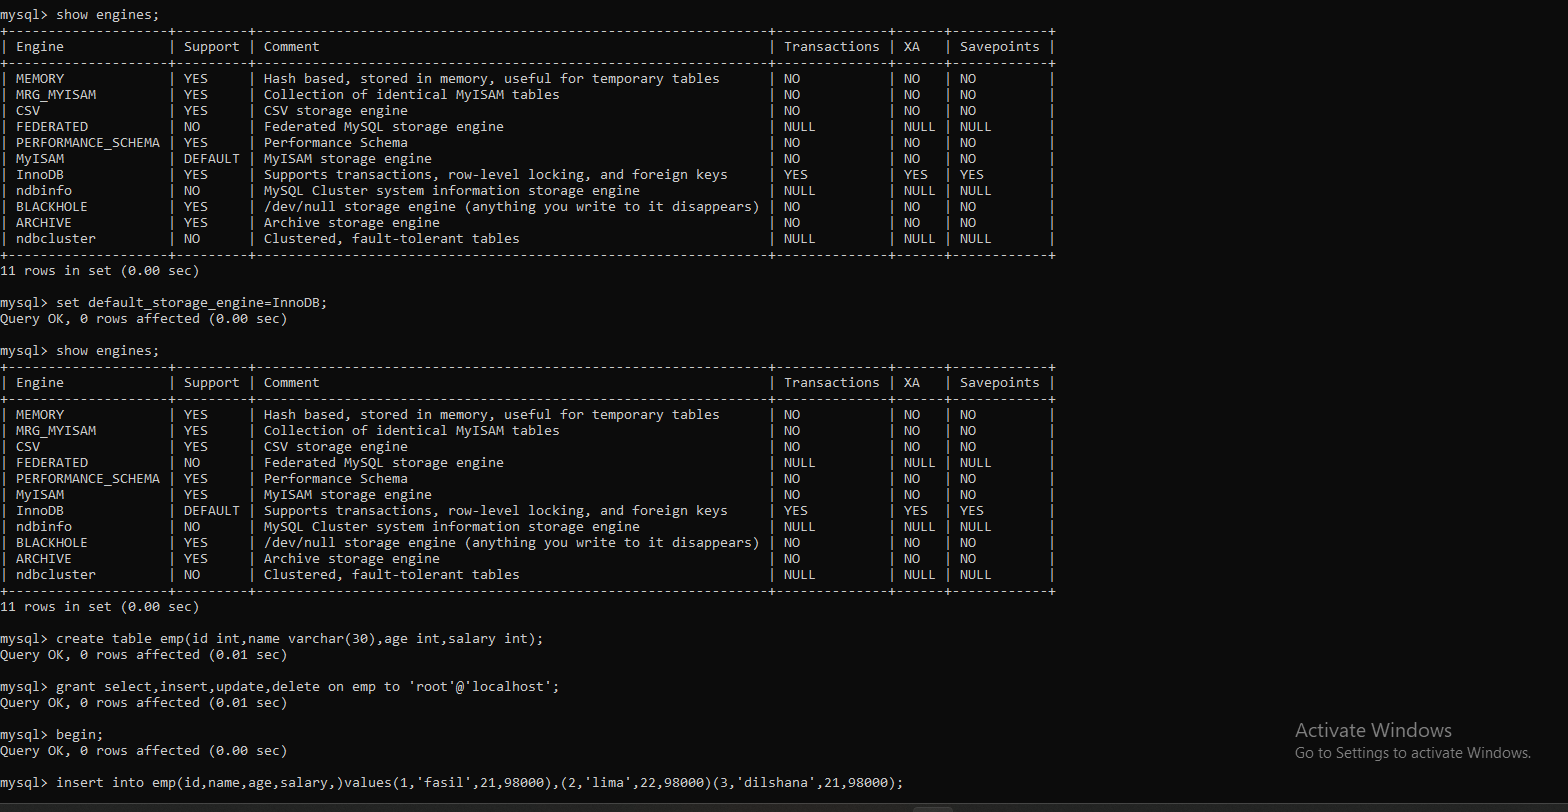 mysql> show engines;
+--------------------+---------+----------------------------------------------------------------+--------------+------+------------+
| Engine             | Support | Comment                                                        | Transactions | XA   | Savepoints |
+--------------------+---------+----------------------------------------------------------------+--------------+------+------------+
| MEMORY             | YES     | Hash based, stored in memory, useful for temporary tables      | NO           | NO   | NO         |
| MRG_MYISAM         | YES     | Collection of identical MyISAM tables                          | NO           | NO   | NO         |
| CSV                | YES     | CSV storage engine                                             | NO           | NO   | NO         |
| FEDERATED          | NO      | Federated MySQL storage engine                                 | NULL         | NULL | NULL       |
| PERFORMANCE_SCHEMA | YES     | Performance Schema                                             | NO           | NO   | NO         |
| MyISAM             | DEFAULT | MyISAM storage engine                                          | NO           | NO   | NO         |
| InnoDB             | YES     | Supports transactions, row-level locking, and foreign keys     | YES          | YES  | YES        |
| ndbinfo            | NO      | MySQL Cluster system information storage engine                | NULL         | NULL | NULL       |
| BLACKHOLE          | YES     | /dev/null storage engine (anything you write to it disappears) | NO           | NO   | NO         |
| ARCHIVE            | YES     | Archive storage engine                                         | NO           | NO   | NO         |
| ndbcluster         | NO      | Clustered, fault-tolerant tables                               | NULL         | NULL | NULL       |
+--------------------+---------+----------------------------------------------------------------+--------------+------+------------+
11 rows in set (0.00 sec)
mysql> set default_storage_engine=InnoDB;
Query OK, 0 rows affected (0.00 sec)
mysql> show engines;
+--------------------+---------+----------------------------------------------------------------+--------------+------+------------+
| Engine             | Support | Comment                                                        | Transactions | XA   | Savepoints |
+--------------------+---------+----------------------------------------------------------------+--------------+------+------------+
| MEMORY             | YES     | Hash based, stored in memory, useful for temporary tables      | NO           | NO   | NO         |
| MRG_MYISAM         | YES     | Collection of identical MyISAM tables                          | NO           | NO   | NO         |
| CSV                | YES     | CSV storage engine                                             | NO           | NO   | NO         |
| FEDERATED          | NO      | Federated MySQL storage engine                                 | NULL         | NULL | NULL       |
| PERFORMANCE_SCHEMA | YES     | Performance Schema                                             | NO           | NO   | NO         |
| MyISAM             | YES     | MyISAM storage engine                                          | NO           | NO   | NO         |
| InnoDB             | DEFAULT | Supports transactions, row-level locking, and foreign keys     | YES          | YES  | YES        |
| ndbinfo            | NO      | MySQL Cluster system information storage engine                | NULL         | NULL | NULL       |
| BLACKHOLE          | YES     | /dev/null storage engine (anything you write to it disappears) | NO           | NO   | NO         |
| ARCHIVE            | YES     | Archive storage engine                                         | NO           | NO   | NO         |
| ndbcluster         | NO      | Clustered, fault-tolerant tables                               | NULL         | NULL | NULL       |
+--------------------+---------+----------------------------------------------------------------+--------------+------+------------+
11 rows in set (0.00 sec)
mysql> create table emp(id int,name varchar(30),age int,salary int);
Query OK, 0 rows affected (0.01 sec)
mysql> grant select,insert,update,delete on emp to 'root'@'localhost';
Query OK, 0 rows affected (0.01 sec)
mysql> begin;
Query OK, 0 rows affected (0.00 sec)
mysql> insert into emp(id,name,age,salary,)values(1,'fasil',21,98000),(2,'lima',22,98000)(3,'dilshana',21,98000);
Activate Windows
Go to Settings to activate Windows.